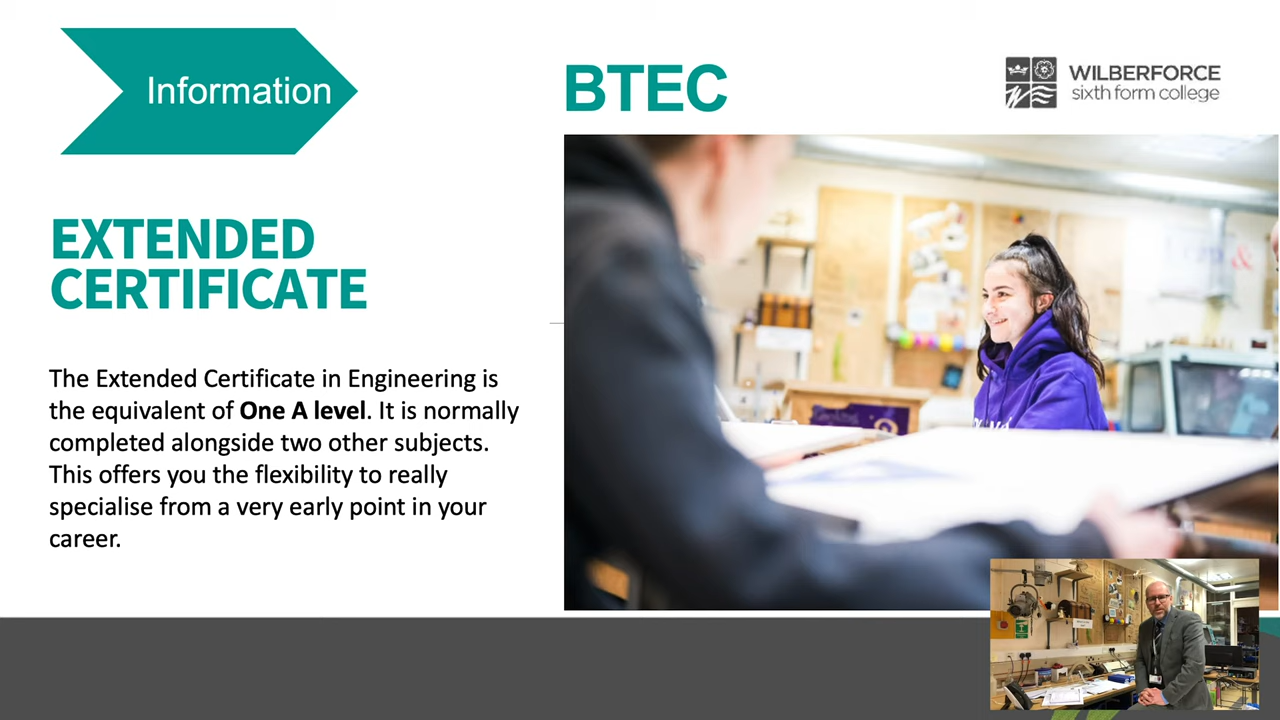 Information
BTEC
WILBERFORCE
sixth form college
EXTENDED
CERTIFICATE
The Extended Certificate in Engineering is
the equivalent of One A level. It is normally
completed alongside two other subjects.
This offers you the flexibility to really
specialise from a very early point in your
career.